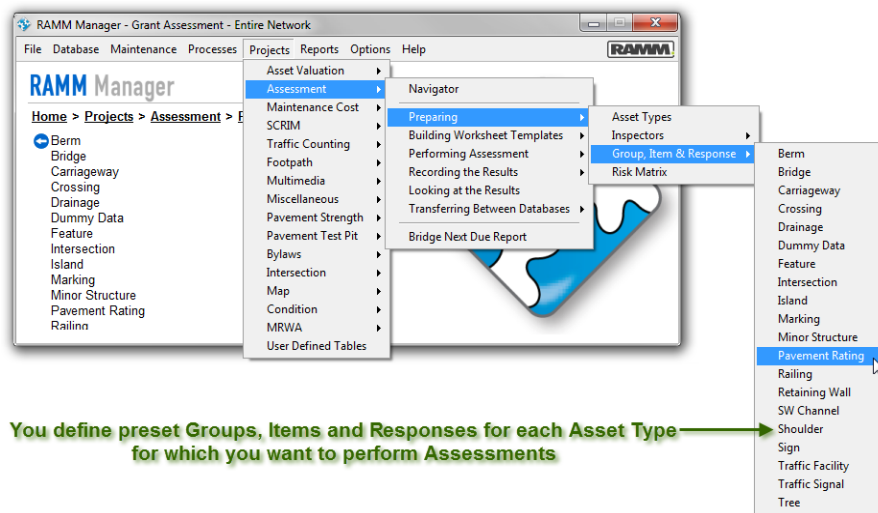 RAMM Manager - Grant Assessment - Entire Network
File Database Maintenance Processes Projects Reports Options Help
RAMM
RAMM Manager
Home > Projects > Assessment >
Berm
Bridge
Carriageway
Crossing
Drainage
Dummy Data
Feature
Intersection
Island
Marking
Minor Structure
Pavement Rating
Railing
Asset Valuation
Assessment
Maintenance Cost
SCRIM
Traffic Counting
Footpath
Multimedia
Miscellaneous
Pavement Strength
Pavement Test Pit
Bylaws
Intersection
Map
Condition
MRWA
User Defined Tables
Navigator
Preparing
Building Worksheet Templates
Performing Assessment
Recording the Results
Looking at the Results
Transferring Between Databases
Bridge Next Due Report
Asset Types
Inspectors
Group, Item & Response
Risk Matrix
Berm
Bridge
Carriageway
Crossing
Drainage
Dummy Data
Feature
Intersection
Island
Marking
Minor Structure
Pavement Rating
Railing
Retaining Wall
SW Channel
Shoulder
Sign
Traffic Facility
Traffic Signal
Tree
You define preset Groups, Items and Responses for each Asset Type
for which you want to perform Assessments